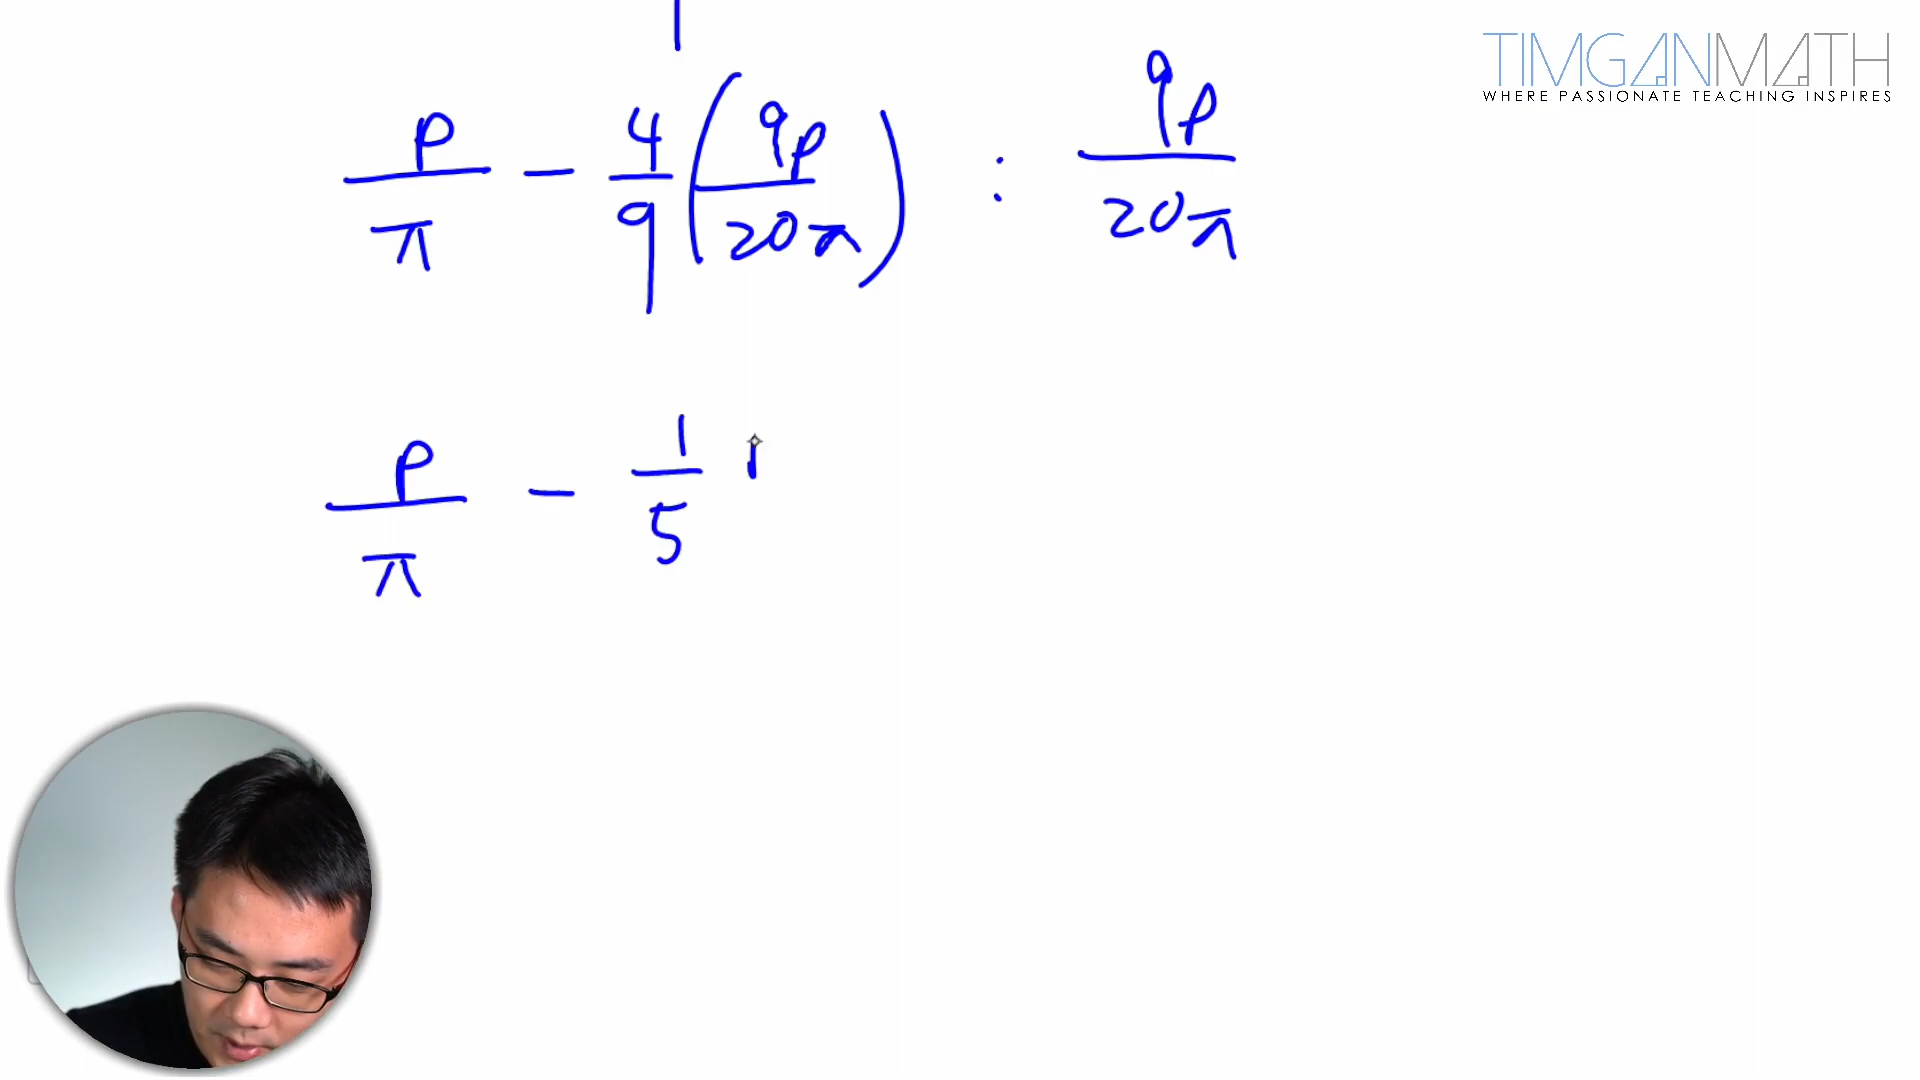 TIMGANMATH
WHERE PASSIONATE TEACHING INSPIRES
p/π − 4/9 (9p/20π) : 9p/20π
p/π − 1/5